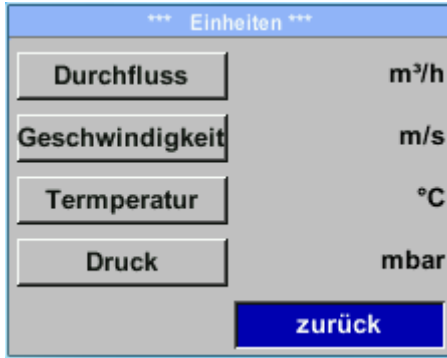 *** Einheiten ***
Durchfluss m³/h
Geschwindigkeit m/s
Termperatur °C
Druck mbar
zurück